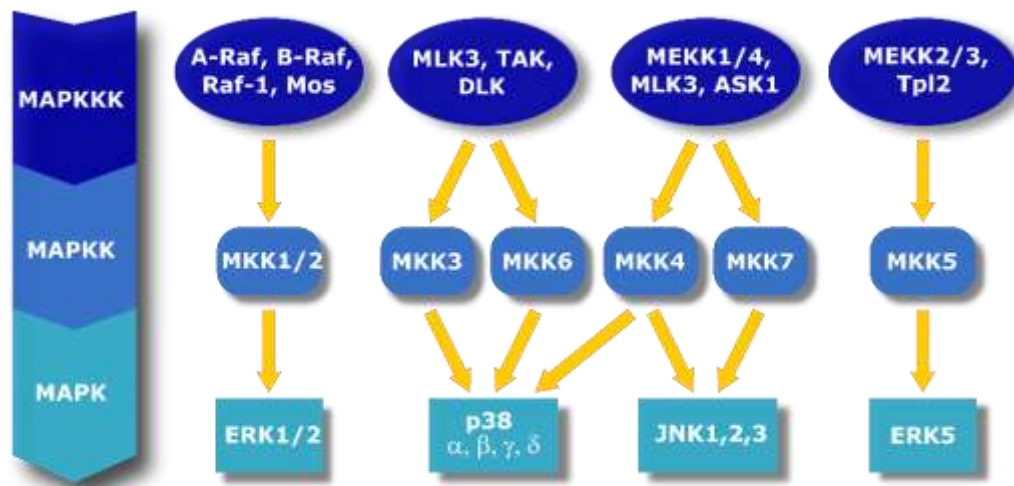 MAPKKK
A-Raf, B-Raf,
Raf-1, Mos
MLK3, TAK,
DLK
MEKK1/4,
MLK3, ASK1
MEKK2/3,
Tpl2
MAPKK
MKK1/2
MKK3
MKK6
MKK4
MKK7
MKK5
MAPK
ERK1/2
p38
α, β, γ, δ
JNK1,2,3
ERK5